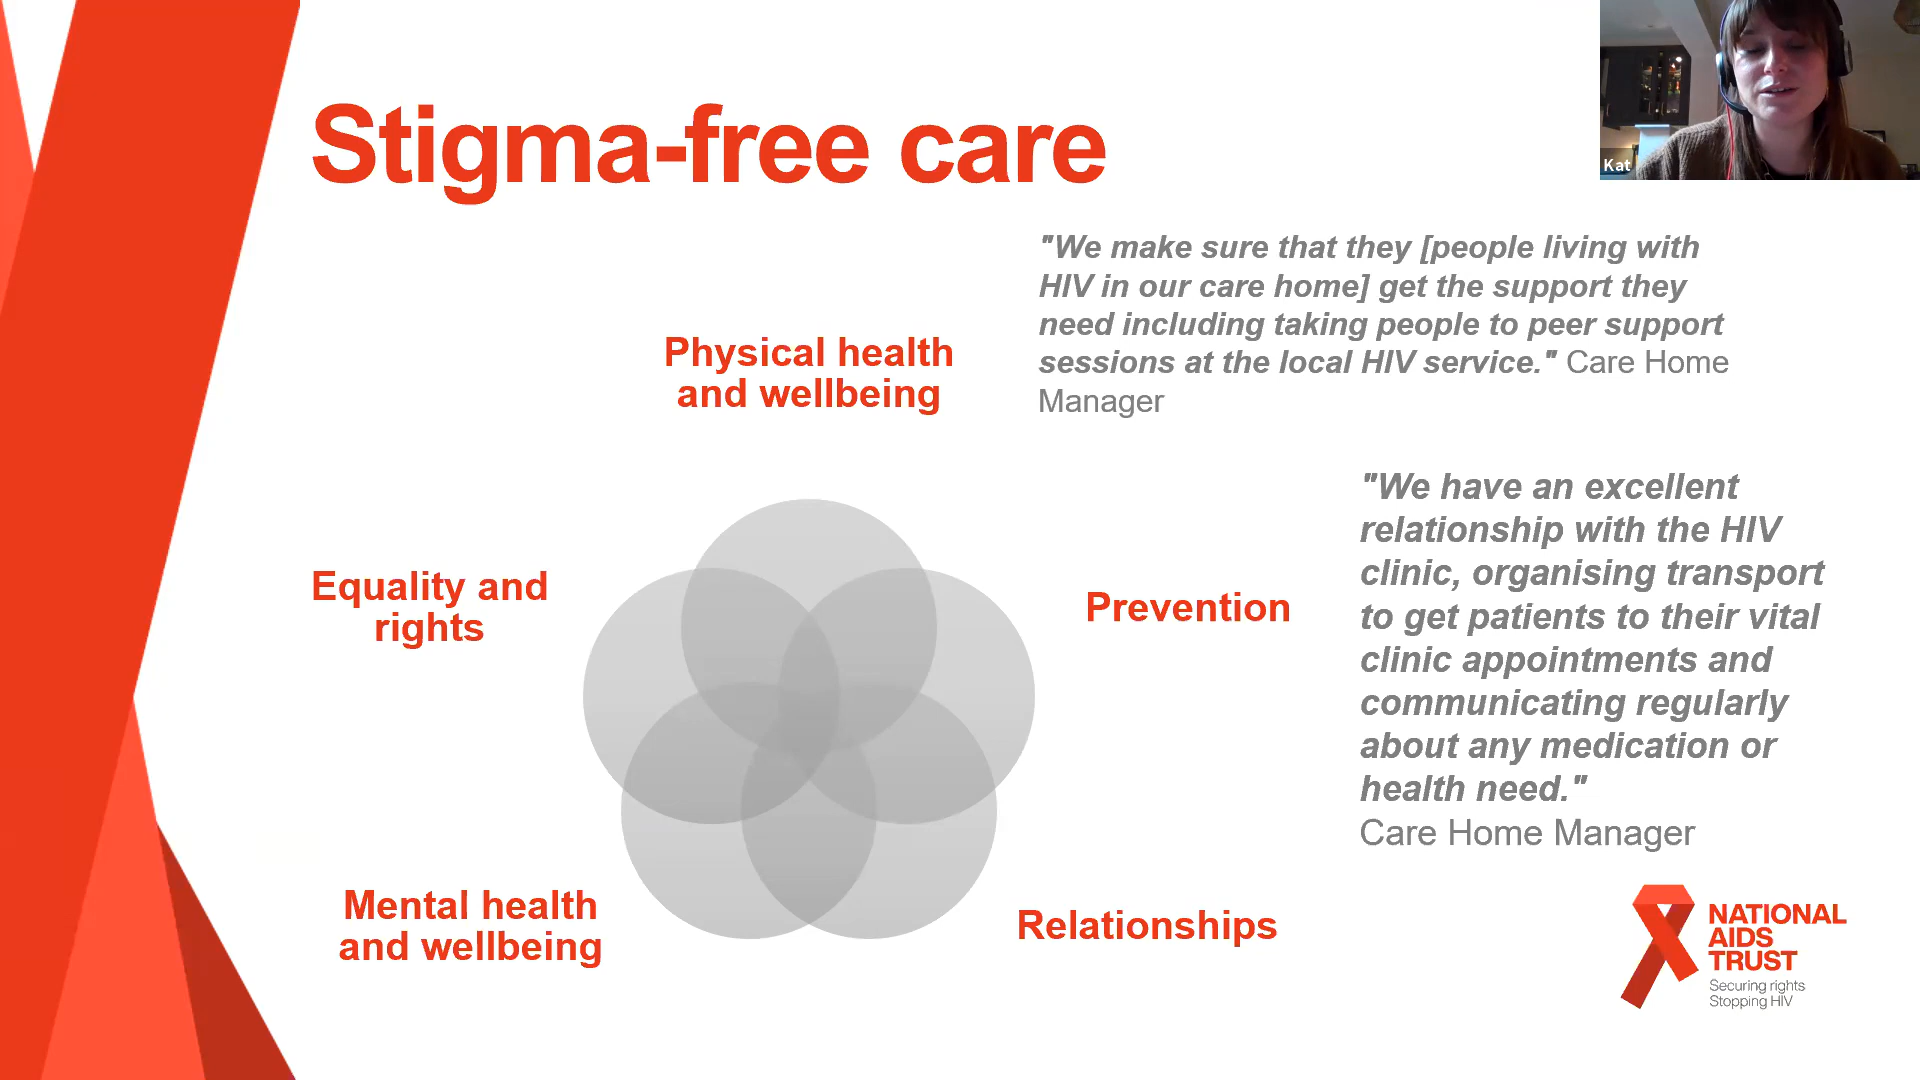 Stigma-free care
Kat
"We make sure that they [people living with
HIV in our care home] get the support they
need including taking people to peer support
sessions at the local HIV service." Care Home
Manager
Physical health
and wellbeing
"We have an excellent
relationship with the HIV
clinic, organising transport
to get patients to their vital
clinic appointments and
communicating regularly
about any medication or
health need."
Care Home Manager
Equality and
rights
Prevention
Mental health
and wellbeing
Relationships
NATIONAL
AIDS
TRUST
Securing rights
Stopping HIV